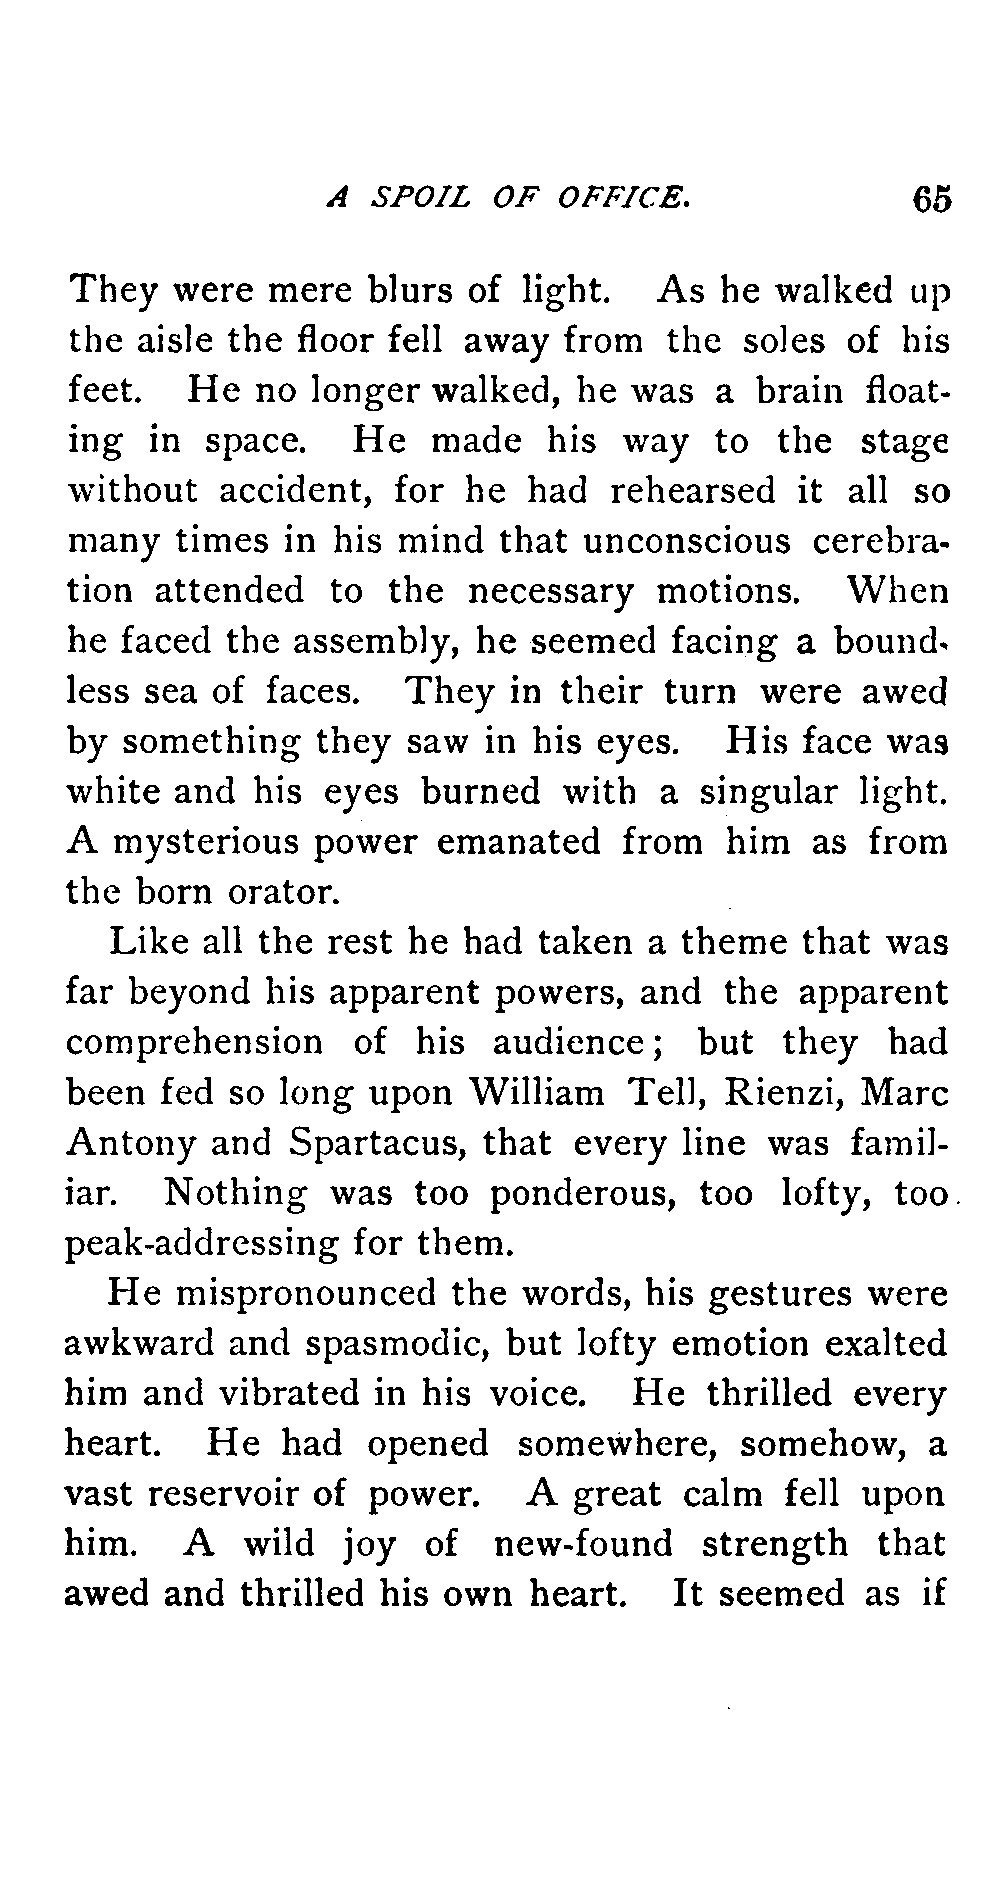 A SPOIL OF OFFICE. 65
They were mere blurs of light. As he walked up
the aisle the floor fell away from the soles of his
feet. He no longer walked, he was a brain float-
ing in space. He made his way to the stage
without accident, for he had rehearsed it all so
many times in his mind that unconscious cerebra-
tion attended to the necessary motions. When
he faced the assembly, he seemed facing a bound-
less sea of faces. They in their turn were awed
by something they saw in his eyes. His face was
white and his eyes burned with a singular light.
A mysterious power emanated from him as from
the born orator.
Like all the rest he had taken a theme that was
far beyond his apparent powers, and the apparent
comprehension of his audience; but they had
been fed so long upon William Tell, Rienzi, Marc
Antony and Spartacus, that every line was famil-
iar. Nothing was too ponderous, too lofty, too
peak-addressing for them.
He mispronounced the words, his gestures were
awkward and spasmodic, but lofty emotion exalted
him and vibrated in his voice. He thrilled every
heart. He had opened somewhere, somehow, a
vast reservoir of power. A great calm fell upon
him. A wild joy of new-found strength that
awed and thrilled his own heart. It seemed as if